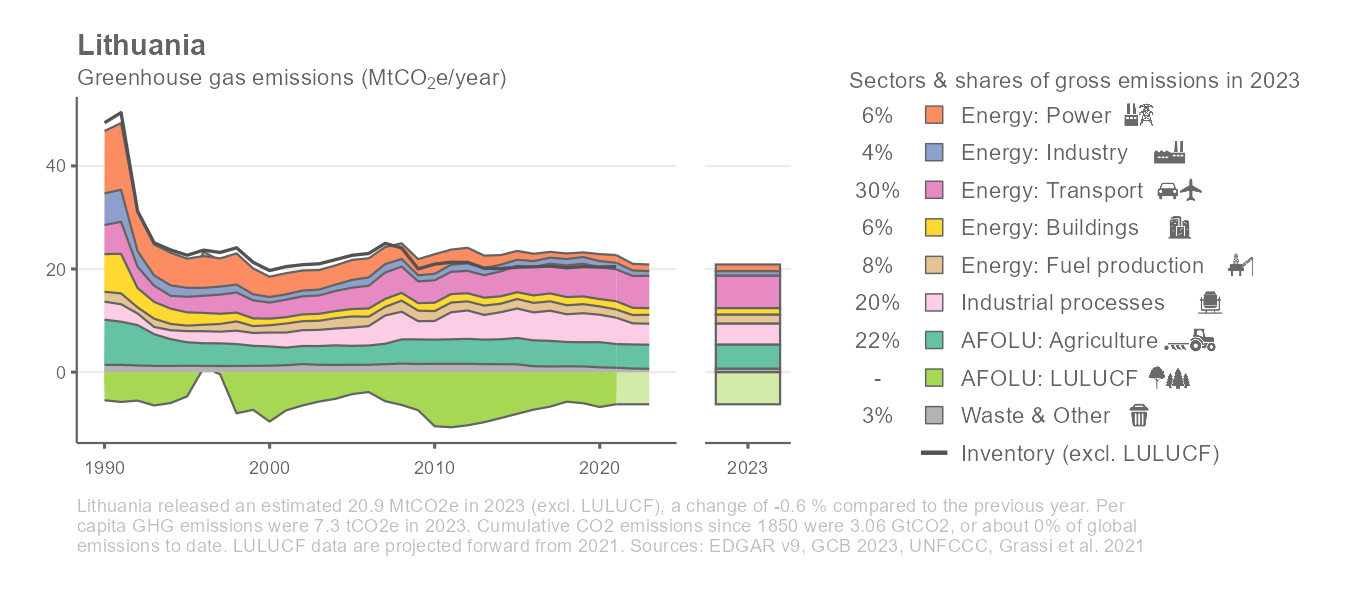 Lithuania
Greenhouse gas emissions (MtCO₂e/year)
40
20
0
1990
2000
2010
2020
2023
Sectors & shares of gross emissions in 2023
6% Energy: Power
4% Energy: Industry
30% Energy: Transport
6% Energy: Buildings
8% Energy: Fuel production
20% Industrial processes
22% AFOLU: Agriculture
- AFOLU: LULUCF
3% Waste & Other
Inventory (excl. LULUCF)
Lithuania released an estimated 20.9 MtCO2e in 2023 (excl. LULUCF), a change of -0.6 % compared to the previous year. Per
capita GHG emissions were 7.3 tCO2e in 2023. Cumulative CO2 emissions since 1850 were 3.06 GtCO2, or about 0% of global
emissions to date. LULUCF data are projected forward from 2021. Sources: EDGAR v9, GCB 2023, UNFCCC, Grassi et al. 2021